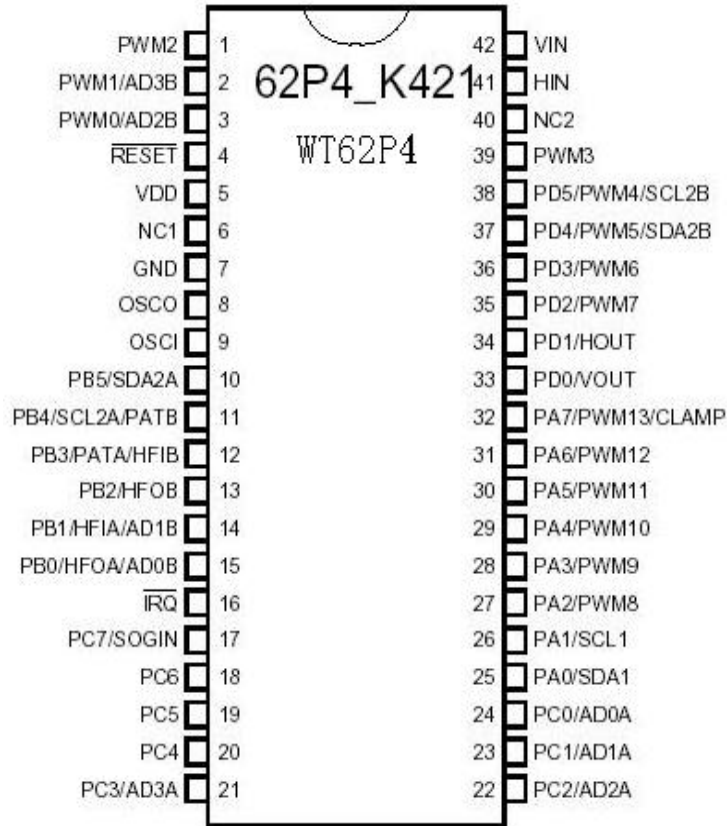 PWM2 1 42 VIN
PWM1/AD3B 2 62P4_K421 41 HIN
PWM0/AD2B 3 40 NC2
RESET 4 WT62P4 39 PWM3
VDD 5 38 PD5/PWM4/SCL2B
NC1 6 37 PD4/PWM5/SDA2B
GND 7 36 PD3/PWM6
OSCO 8 35 PD2/PWM7
OSCI 9 34 PD1/HOUT
PB5/SDA2A 10 33 PD0/VOUT
PB4/SCL2A/PATB 11 32 PA7/PWM13/CLAMP
PB3/PATA/HFIB 12 31 PA6/PWM12
PB2/HFOB 13 30 PA5/PWM11
PB1/HFIA/AD1B 14 29 PA4/PWM10
PB0/HFOA/AD0B 15 28 PA3/PWM9
IRQ 16 27 PA2/PWM8
PC7/SOGIN 17 26 PA1/SCL1
PC6 18 25 PA0/SDA1
PC5 19 24 PC0/AD0A
PC4 20 23 PC1/AD1A
PC3/AD3A 21 22 PC2/AD2A